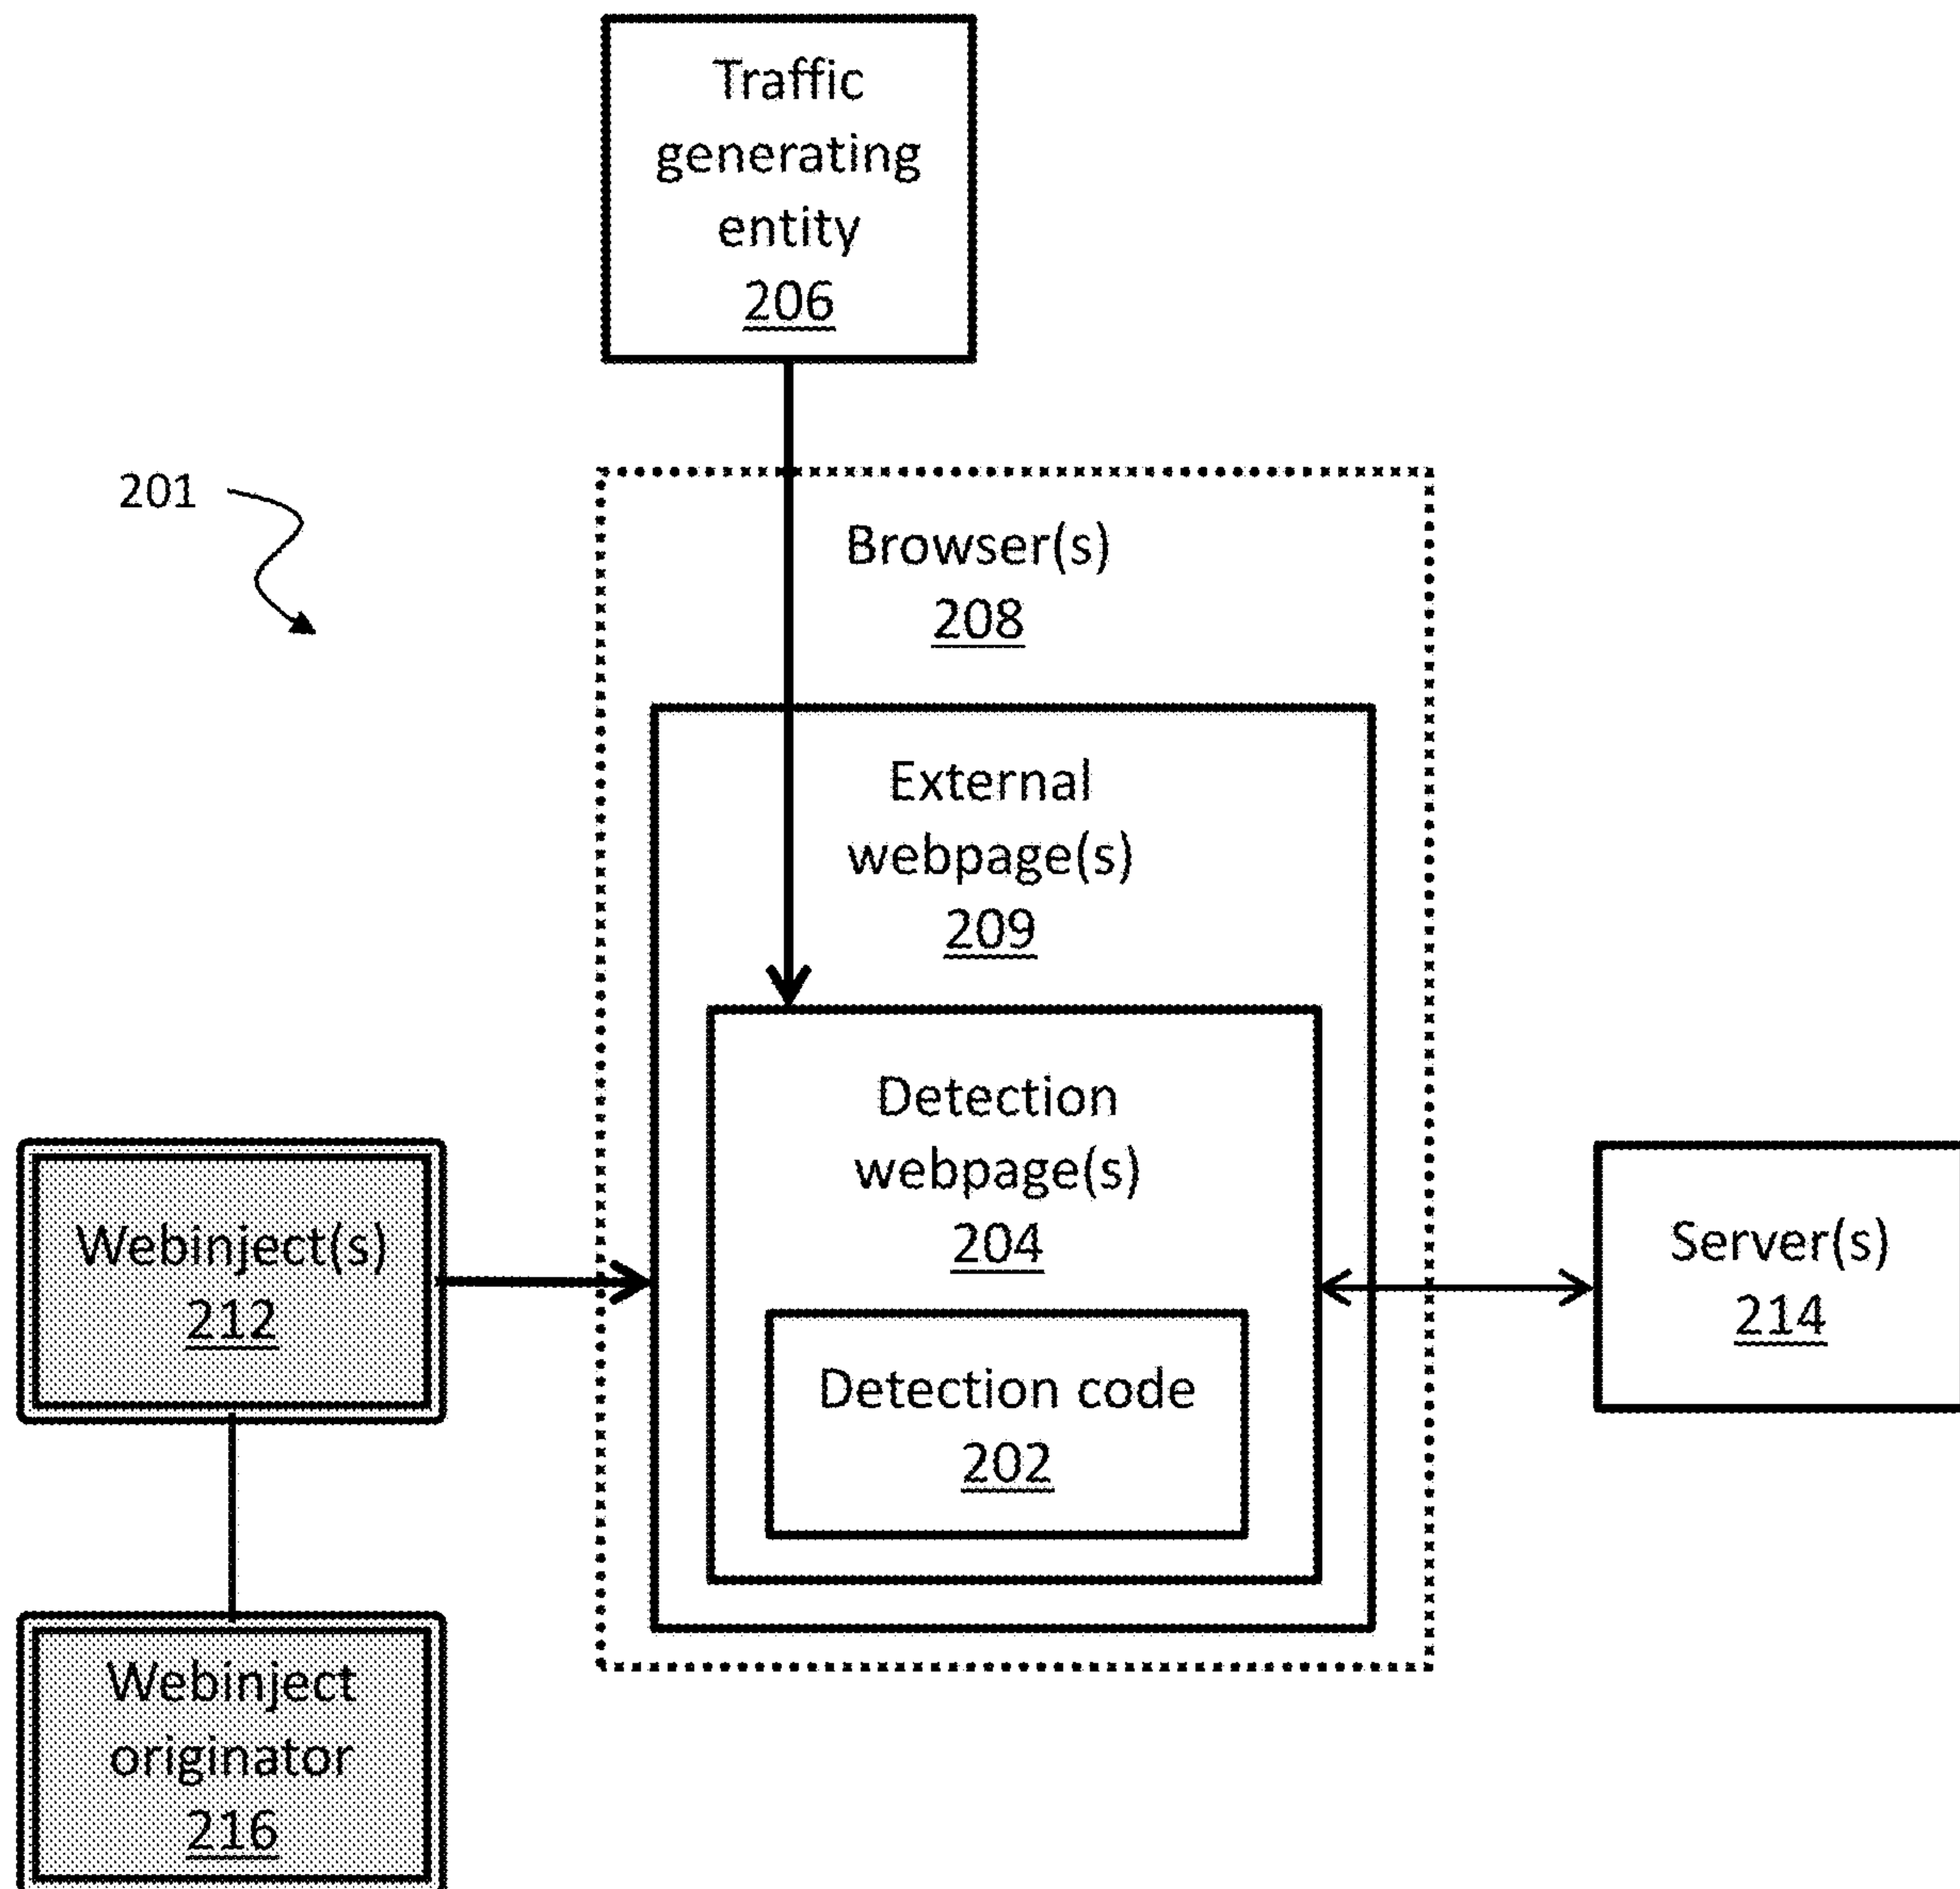 Traffic
generating
entity
206
201
Browser(s)
208
External
webpage(s)
209
Detection
webpage(s)
204
Detection code
202
Webinject(s)
212
Server(s)
214
Webinject
originator
216